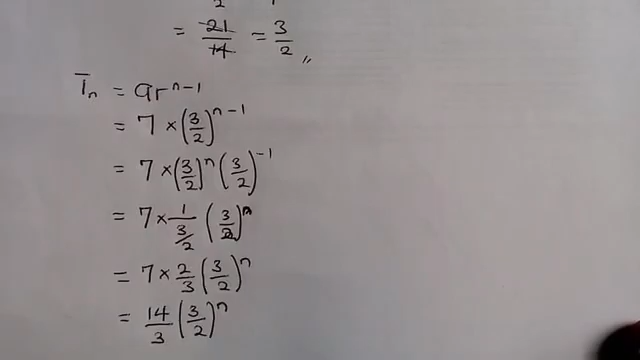 = 21/14 = 3/2 ,,
Tn = ar^n-1
= 7 × (3/2)^n-1
= 7 × (3/2)^n (3/2)^-1
= 7 × 1/(3/2) (3/2)^n
= 7 × 2/3 (3/2)^n
= 14/3 (3/2)^n